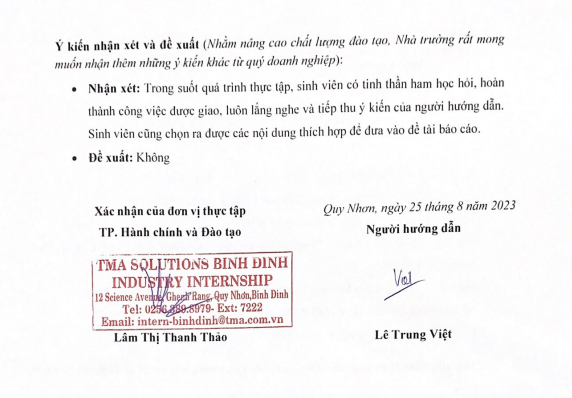 Ý kiến nhận xét và đề xuất (Nhằm nâng cao chất lượng đào tạo, Nhà trường rất mong
muốn nhận thêm những ý kiến khác từ quý doanh nghiệp):
• Nhận xét: Trong suốt quá trình thực tập, sinh viên có tinh thần ham học hỏi, hoàn
thành công việc được giao, luôn lắng nghe và tiếp thu ý kiến của người hướng dẫn.
Sinh viên cũng chọn ra được các nội dung thích hợp để đưa vào đề tài báo cáo.
• Đề xuất: Không
Xác nhận của đơn vị thực tập
TP. Hành chính và Đào tạo
TMA SOLUTIONS BINH DINH
INDUSTRY INTERNSHIP
12 Science Avenue, Ghenh Rang, Quy Nhon, Binh Dinh
Tel: 0256.389.8979- Ext: 7222
Email: intern-binhdinh@tma.com.vn
Lâm Thị Thanh Thảo
Quy Nhơn, ngày 25 tháng 8 năm 2023
Người hướng dẫn
Việt
Lê Trung Việt